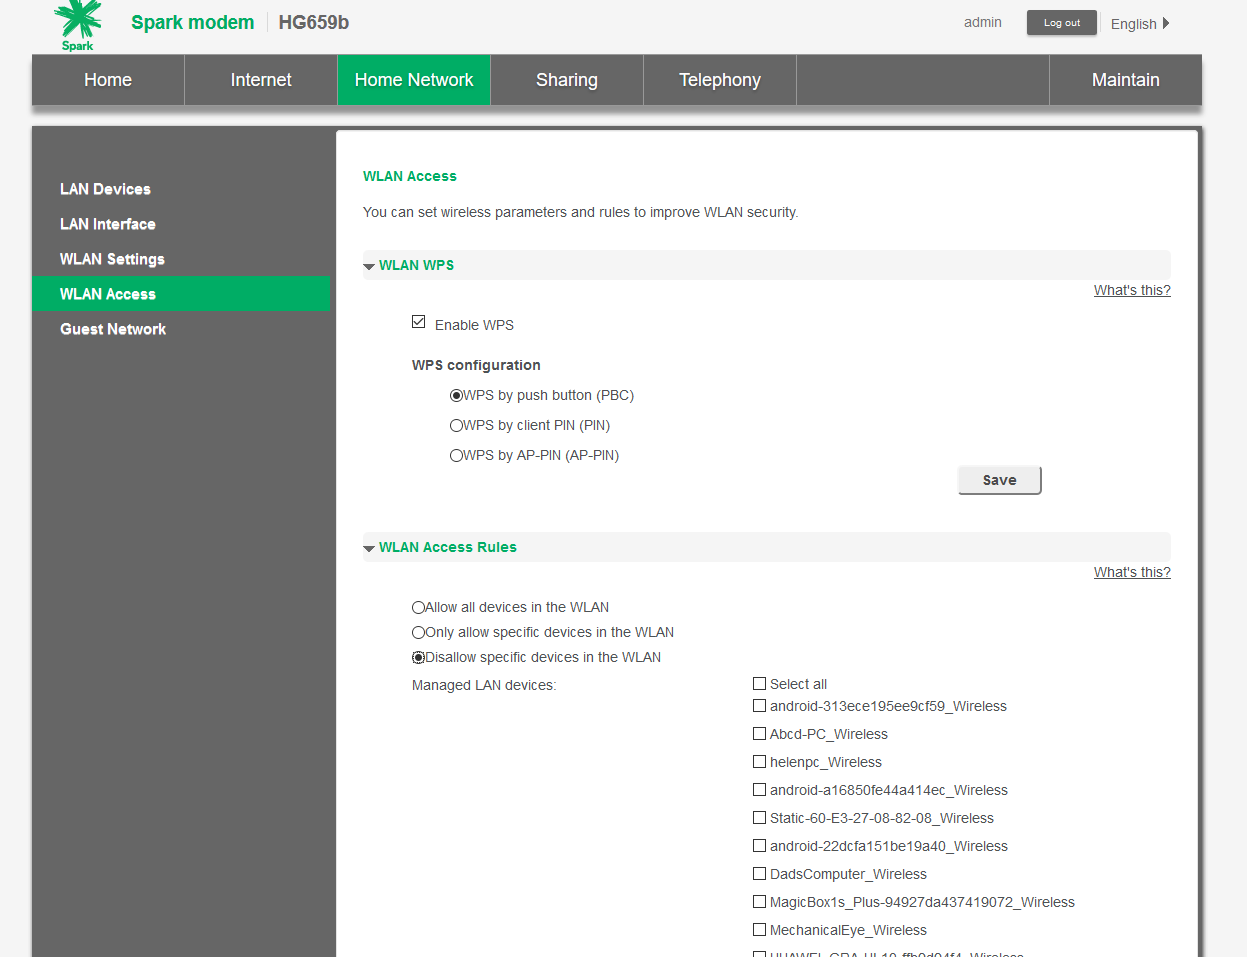 Spark
Spark modem HG659b
admin Log out English
Home Internet Home Network Sharing Telephony Maintain
LAN Devices
LAN Interface
WLAN Settings
WLAN Access
Guest Network
WLAN Access
You can set wireless parameters and rules to improve WLAN security.
WLAN WPS
What's this?
Enable WPS
WPS configuration
WPS by push button (PBC)
WPS by client PIN (PIN)
WPS by AP-PIN (AP-PIN)
Save
WLAN Access Rules
What's this?
Allow all devices in the WLAN
Only allow specific devices in the WLAN
Disallow specific devices in the WLAN
Managed LAN devices:
Select all
android-313ece195ee9cf59_Wireless
Abcd-PC_Wireless
helenpc_Wireless
android-a16850fe44a414ec_Wireless
Static-60-E3-27-08-82-08_Wireless
android-22dcfa151be19a40_Wireless
DadsComputer_Wireless
MagicBox1s_Plus-94927da437419072_Wireless
MechanicalEye_Wireless